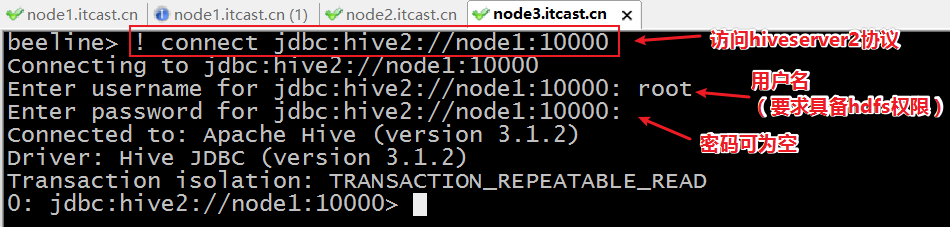 node1.itcast.cn
node1.itcast.cn (1)
node2.itcast.cn
node3.itcast.cn
beeline> ! connect jdbc:hive2://node1:10000
访问hiveserver2协议
Connecting to jdbc:hive2://node1:10000
Enter username for jdbc:hive2://node1:10000: root
用户名
（要求具备hdfs权限）
Enter password for jdbc:hive2://node1:10000:
密码可为空
Connected to: Apache Hive (version 3.1.2)
Driver: Hive JDBC (version 3.1.2)
Transaction isolation: TRANSACTION_REPEATABLE_READ
0: jdbc:hive2://node1:10000>